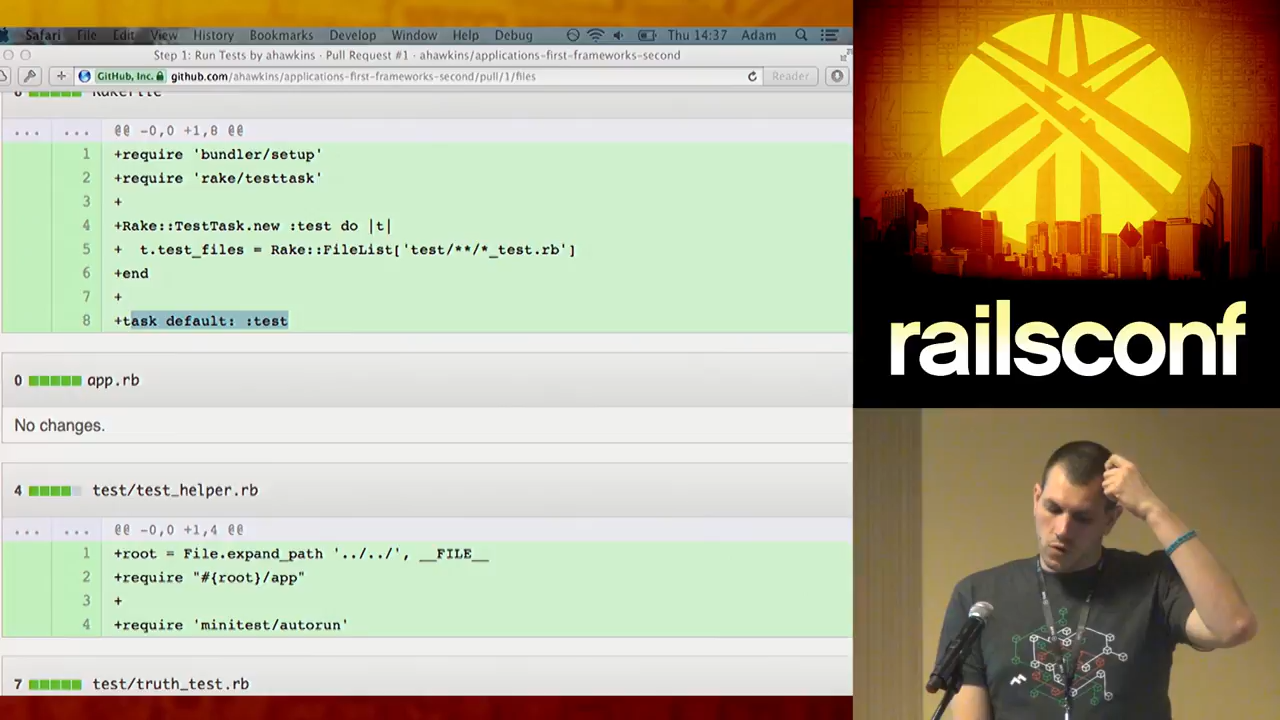 Safari File Edit View History Bookmarks Develop Window Help Debug Thu 14:37 Adam
Step 1: Run Tests by ahawkins · Pull Request #1 · ahawkins/applications-first-frameworks-second
GitHub, Inc. github.com/ahawkins/applications-first-frameworks-second/pull/1/files Reader
8 Rakefile
... ... @@ -0,0 +1,8 @@
1 +require 'bundler/setup'
2 +require 'rake/testtask'
3 +
4 +Rake::TestTask.new :test do |t|
5 +  t.test_files = Rake::FileList['test/**/*_test.rb']
6 +end
7 +
8 +task default: :test
0 app.rb
No changes.
4 test/test_helper.rb
... ... @@ -0,0 +1,4 @@
1 +root = File.expand_path '../../', __FILE__
2 +require "#{root}/app"
3 +
4 +require 'minitest/autorun'
7 test/truth_test.rb
railsconf